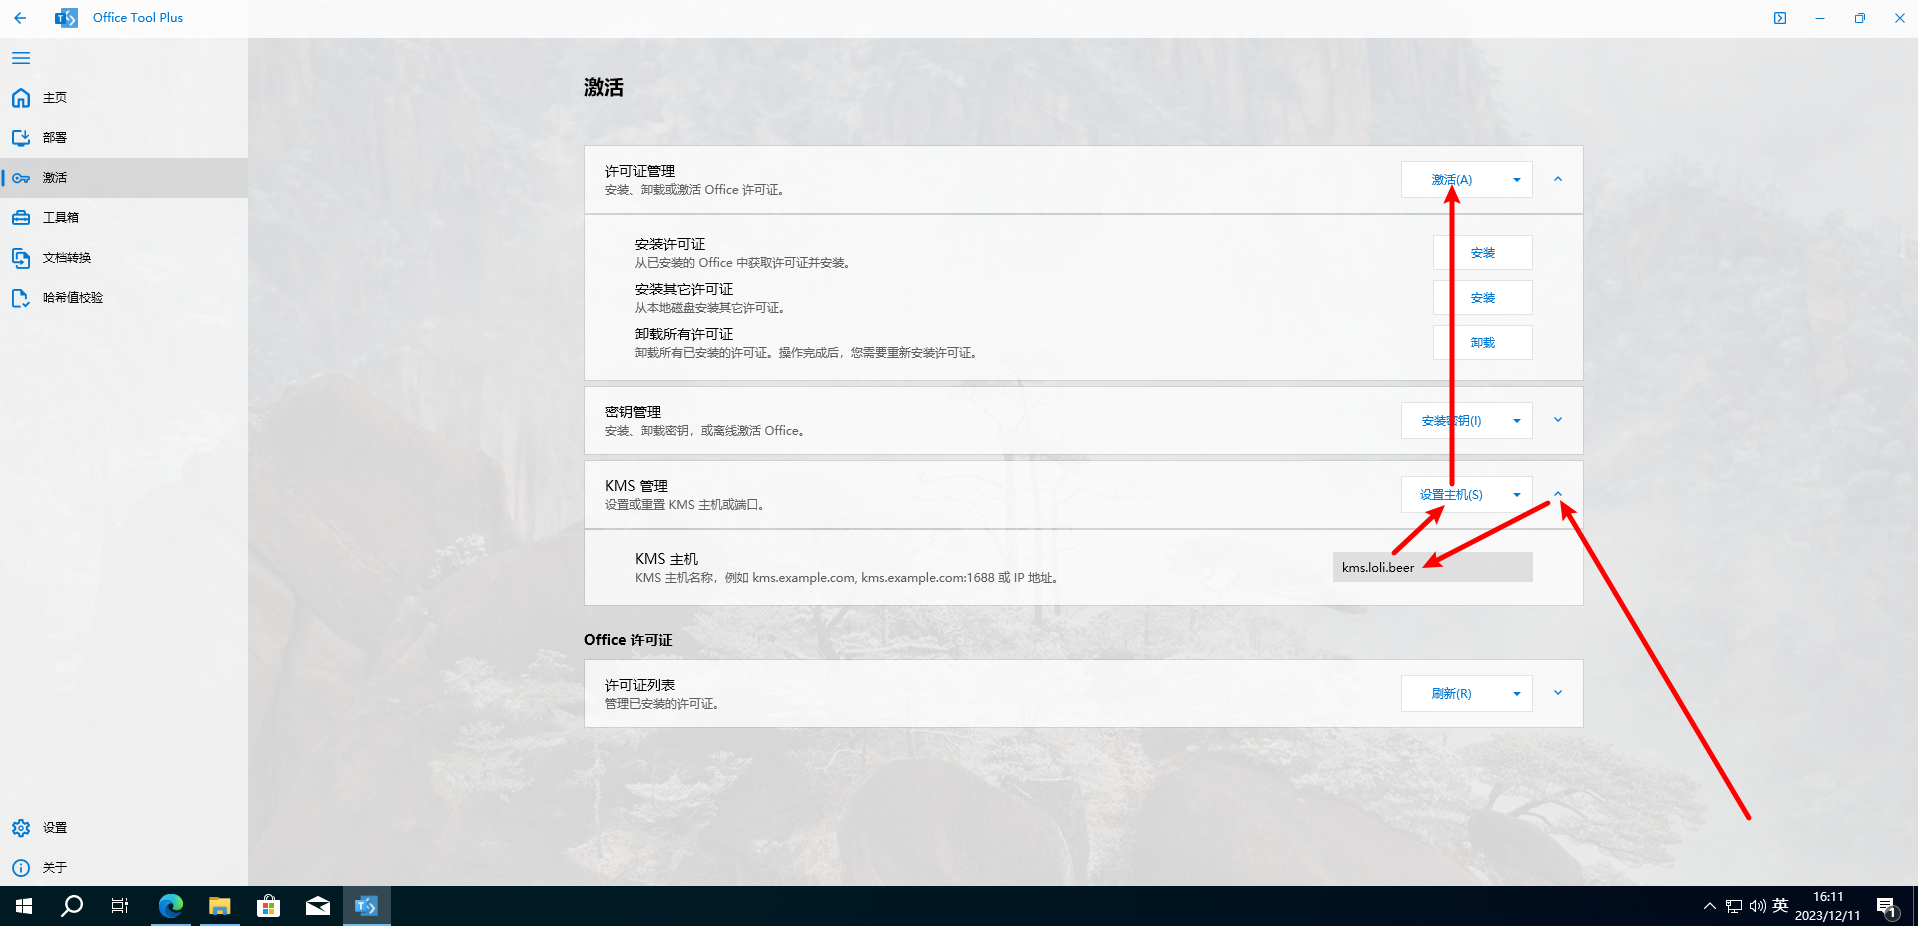 Office Tool Plus
主页
部署
激活
工具箱
文档转换
哈希值校验
设置
关于
激活
许可证管理
安装、卸载或激活 Office 许可证。
激活(A)
安装许可证
从已安装的 Office 中获取许可证并安装。
安装
安装其它许可证
从本地磁盘安装其它许可证。
安装
卸载所有许可证
卸载所有已安装的许可证。操作完成后，您需要重新安装许可证。
卸载
密钥管理
安装、卸载密钥，或离线激活 Office。
安装密钥(I)
KMS 管理
设置或重置 KMS 主机或端口。
设置主机(S)
KMS 主机
KMS 主机名称，例如 kms.example.com, kms.example.com:1688 或 IP 地址。
kms.loli.beer
Office 许可证
许可证列表
管理已安装的许可证。
刷新(R)
英
16:11
2023/12/11
1